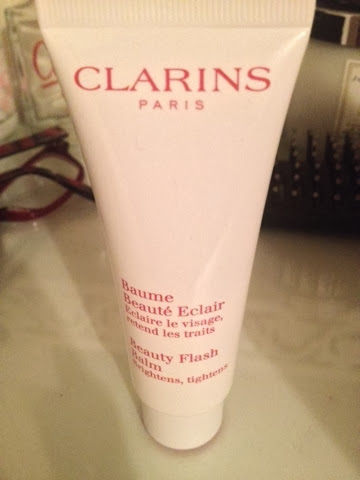 CLARINS
PARIS
Baume
Beauté Eclair
Eclaire le visage,
retend les traits
Beauty Flash
Balm
Brightens, tightens